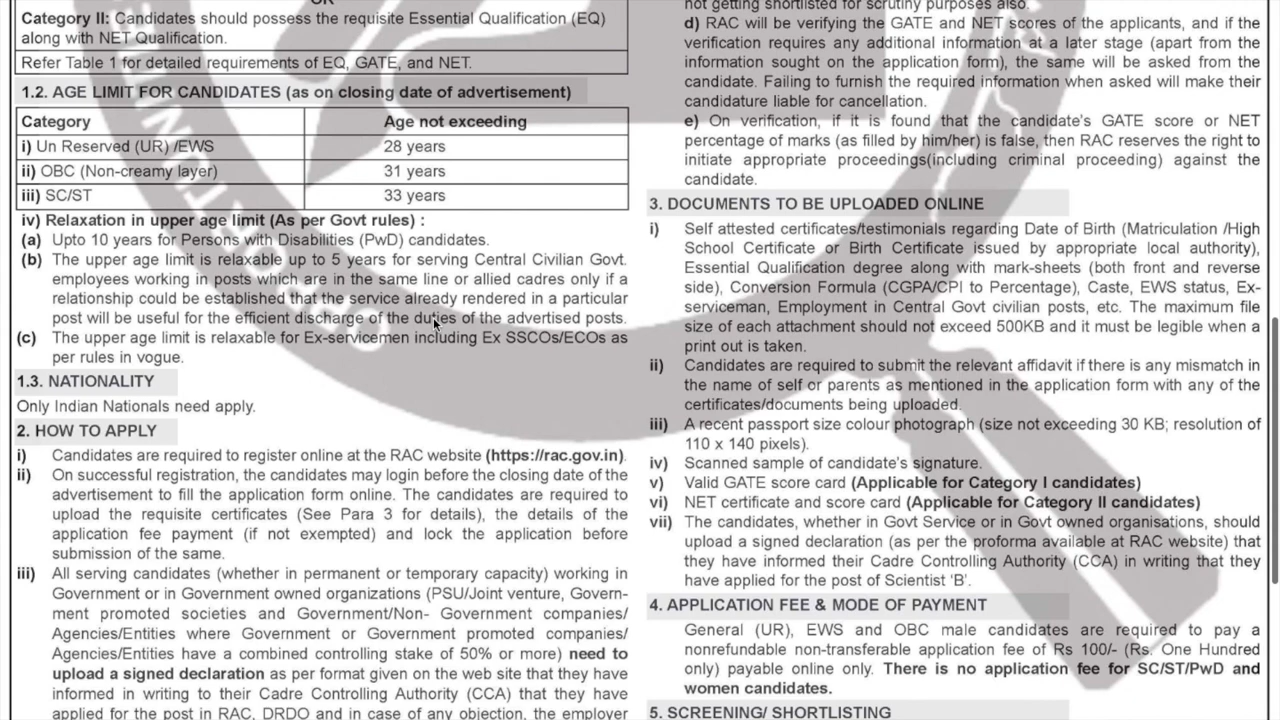 OR
Category II: Candidates should possess the requisite Essential Qualification (EQ)
along with NET Qualification.
Refer Table 1 for detailed requirements of EQ, GATE, and NET.
1.2. AGE LIMIT FOR CANDIDATES (as on closing date of advertisement)
Category Age not exceeding
i) Un Reserved (UR) /EWS 28 years
ii) OBC (Non-creamy layer) 31 years
iii) SC/ST 33 years
iv) Relaxation in upper age limit (As per Govt rules) :
(a) Upto 10 years for Persons with Disabilities (PwD) candidates.
(b) The upper age limit is relaxable up to 5 years for serving Central Civilian Govt.
employees working in posts which are in the same line or allied cadres only if a
relationship could be established that the service already rendered in a particular
post will be useful for the efficient discharge of the duties of the advertised posts.
(c) The upper age limit is relaxable for Ex-servicemen including Ex SSCOs/ECOs as
per rules in vogue.
1.3. NATIONALITY
Only Indian Nationals need apply.
2. HOW TO APPLY
i) Candidates are required to register online at the RAC website (https://rac.gov.in).
ii) On successful registration, the candidates may login before the closing date of the
advertisement to fill the application form online. The candidates are required to
upload the requisite certificates (See Para 3 for details), the details of the
application fee payment (if not exempted) and lock the application before
submission of the same.
iii) All serving candidates (whether in permanent or temporary capacity) working in
Government or in Government owned organizations (PSU/Joint venture, Govern-
ment promoted societies and Government/Non- Government companies/
Agencies/Entities where Government or Government promoted companies/
Agencies/Entities have a combined controlling stake of 50% or more) need to
upload a signed declaration as per format given on the web site that they have
informed in writing to their Cadre Controlling Authority (CCA) that they have
applied for the post in RAC, DRDO and in case of any objection, the employer
not getting shortlisted for scrutiny purposes also.
d) RAC will be verifying the GATE and NET scores of the applicants, and if the
verification requires any additional information at a later stage (apart from the
information sought on the application form), the same will be asked from the
candidate. Failing to furnish the required information when asked will make their
candidature liable for cancellation.
e) On verification, if it is found that the candidate's GATE score or NET
percentage of marks (as filled by him/her) is false, then RAC reserves the right to
initiate appropriate proceedings(including criminal proceeding) against the
candidate.
3. DOCUMENTS TO BE UPLOADED ONLINE
i) Self attested certificates/testimonials regarding Date of Birth (Matriculation /High
School Certificate or Birth Certificate issued by appropriate local authority),
Essential Qualification degree along with mark-sheets (both front and reverse
side), Conversion Formula (CGPA/CPI to Percentage), Caste, EWS status, Ex-
serviceman, Employment in Central Govt civilian posts, etc. The maximum file
size of each attachment should not exceed 500KB and it must be legible when a
print out is taken.
ii) Candidates are required to submit the relevant affidavit if there is any mismatch in
the name of self or parents as mentioned in the application form with any of the
certificates/documents being uploaded.
iii) A recent passport size colour photograph (size not exceeding 30 KB; resolution of
110 x 140 pixels).
iv) Scanned sample of candidate's signature.
v) Valid GATE score card (Applicable for Category I candidates)
vi) NET certificate and score card (Applicable for Category II candidates)
vii) The candidates, whether in Govt Service or in Govt owned organisations, should
upload a signed declaration (as per the proforma available at RAC website) that
they have informed their Cadre Controlling Authority (CCA) in writing that they
have applied for the post of Scientist 'B'.
4. APPLICATION FEE & MODE OF PAYMENT
General (UR), EWS and OBC male candidates are required to pay a
nonrefundable non-transferable application fee of Rs 100/- (Rs. One Hundred
only) payable online only. There is no application fee for SC/ST/PwD and
women candidates.
5. SCREENING/ SHORTLISTING